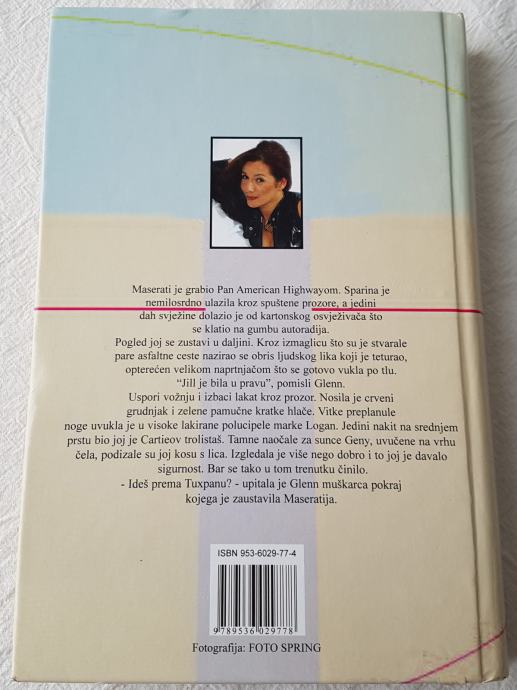 Maserati je grabio Pan American Highwayom. Sparina je
nemilosrdno ulazila kroz spuštene prozore, a jedini
dah svježine dolazio je od kartonskog osvježivača što
se klatio na gumbu autoradija.
Pogled joj se zustavi u daljini. Kroz izmaglicu što su je stvarale
pare asfaltne ceste nazirao se obris ljudskog lika koji je teturao,
opterećen velikom naprtnjačom što se gotovo vukla po tlu.
“Jill je bila u pravu”, pomisli Glenn.
Uspori vožnju i izbaci lakat kroz prozor. Nosila je crveni
grudnjak i zelene pamučne kratke hlače. Vitke preplanule
noge uvukla je u visoke lakirane polucipele marke Logan. Jedini nakit na srednjem
prstu bio joj je Cartieov trolistaš. Tamne naočale za sunce Geny, uvučene na vrhu
čela, podizale su joj kosu s lica. Izgledala je više nego dobro i to joj je davalo
sigurnost. Bar se tako u tom trenutku činilo.
- Ideš prema Tuxpanu? - upitala je Glenn muškarca pokraj
kojega je zaustavila Maseratija.
ISBN 953-6029-77-4
9789536029778
Fotografija: FOTO SPRING